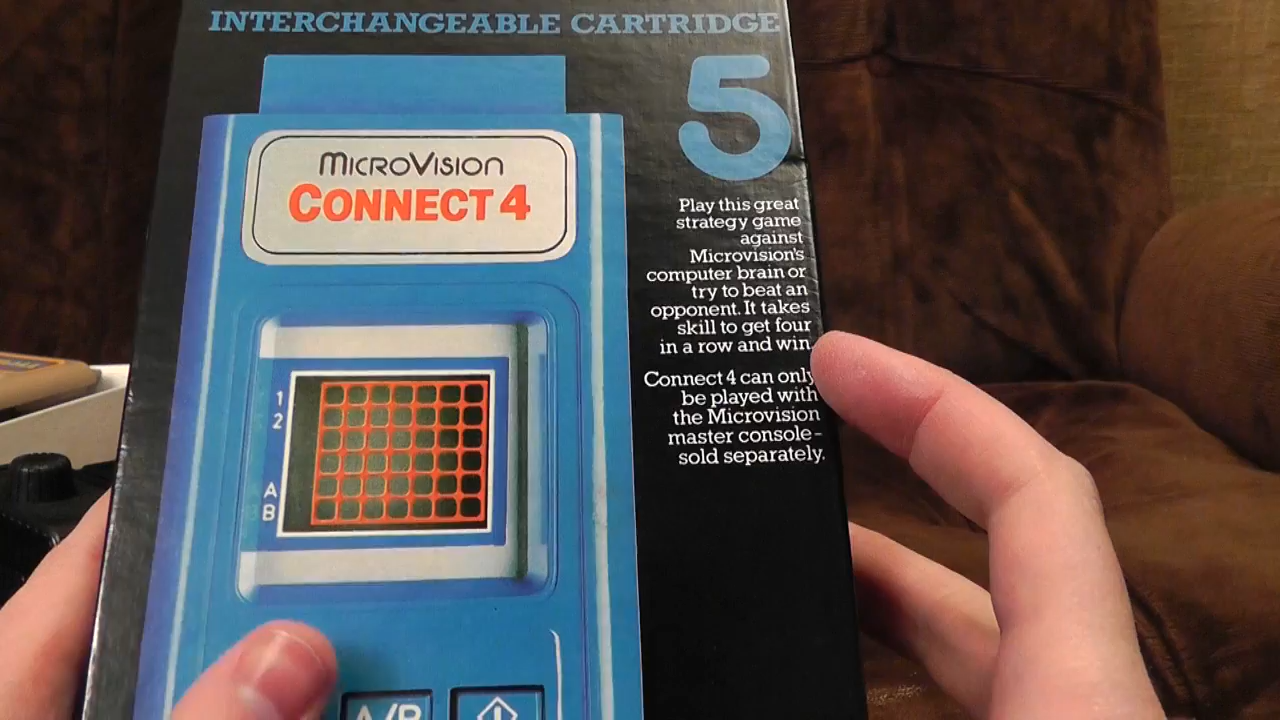 INTERCHANGEABLE CARTRIDGE
5
MICROVISION
CONNECT 4
Play this great
strategy game
against
Microvision's
computer brain or
try to beat an
opponent. It takes
skill to get four
in a row and win.
Connect 4 can only
be played with
the Microvision
master console-
sold separately.
1
2
A
B
A/B